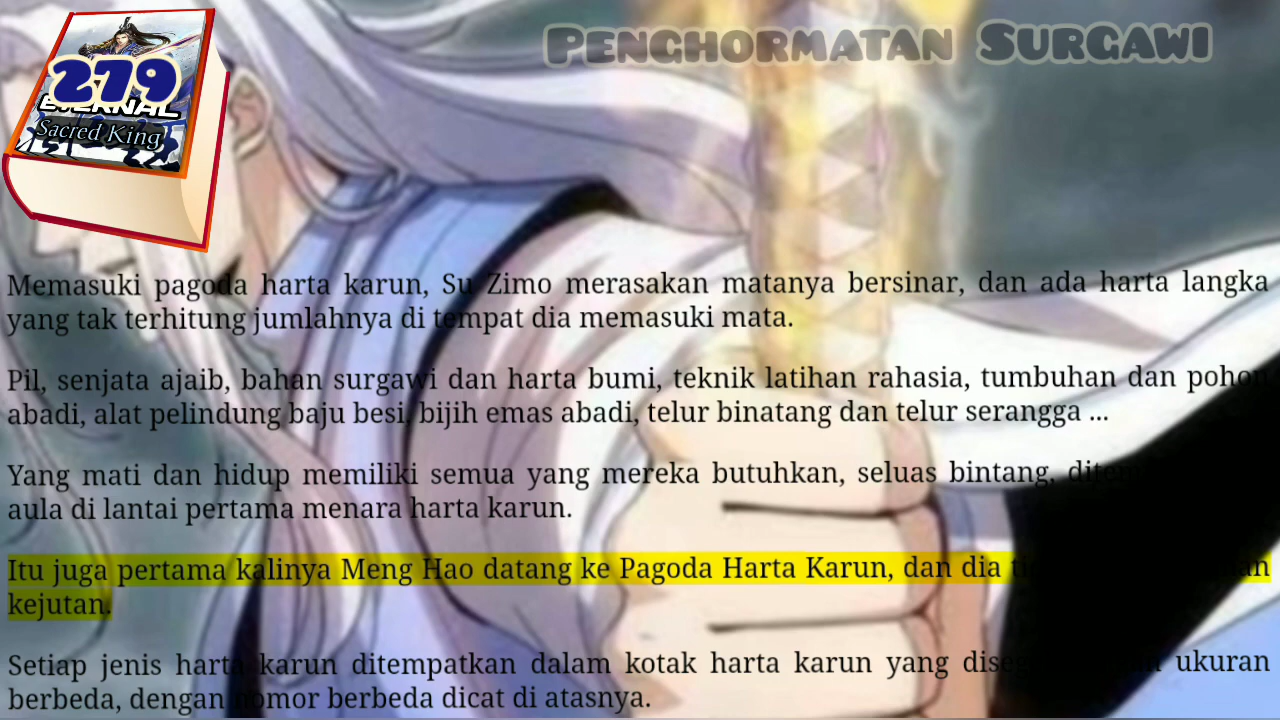 Penghormatan Surgawi
279
ETERNAL
Sacred King
Memasuki pagoda harta karun, Su Zimo merasakan matanya bersinar, dan ada harta langka
yang tak terhitung jumlahnya di tempat dia memasuki mata.
Pil, senjata ajaib, bahan surgawi dan harta bumi, teknik latihan rahasia, tumbuhan dan pohon
abadi, alat pelindung baju besi, bijih emas abadi, telur binatang dan telur serangga ...
Yang mati dan hidup memiliki semua yang mereka butuhkan, seluas bintang,
aula di lantai pertama menara harta karun.
Itu juga pertama kalinya Meng Hao datang ke Pagoda Harta Karun, dan dia
kejutan.
Setiap jenis harta karun ditempatkan dalam kotak harta karun yang ukuran
berbeda, dengan nomor berbeda dicat di atasnya.